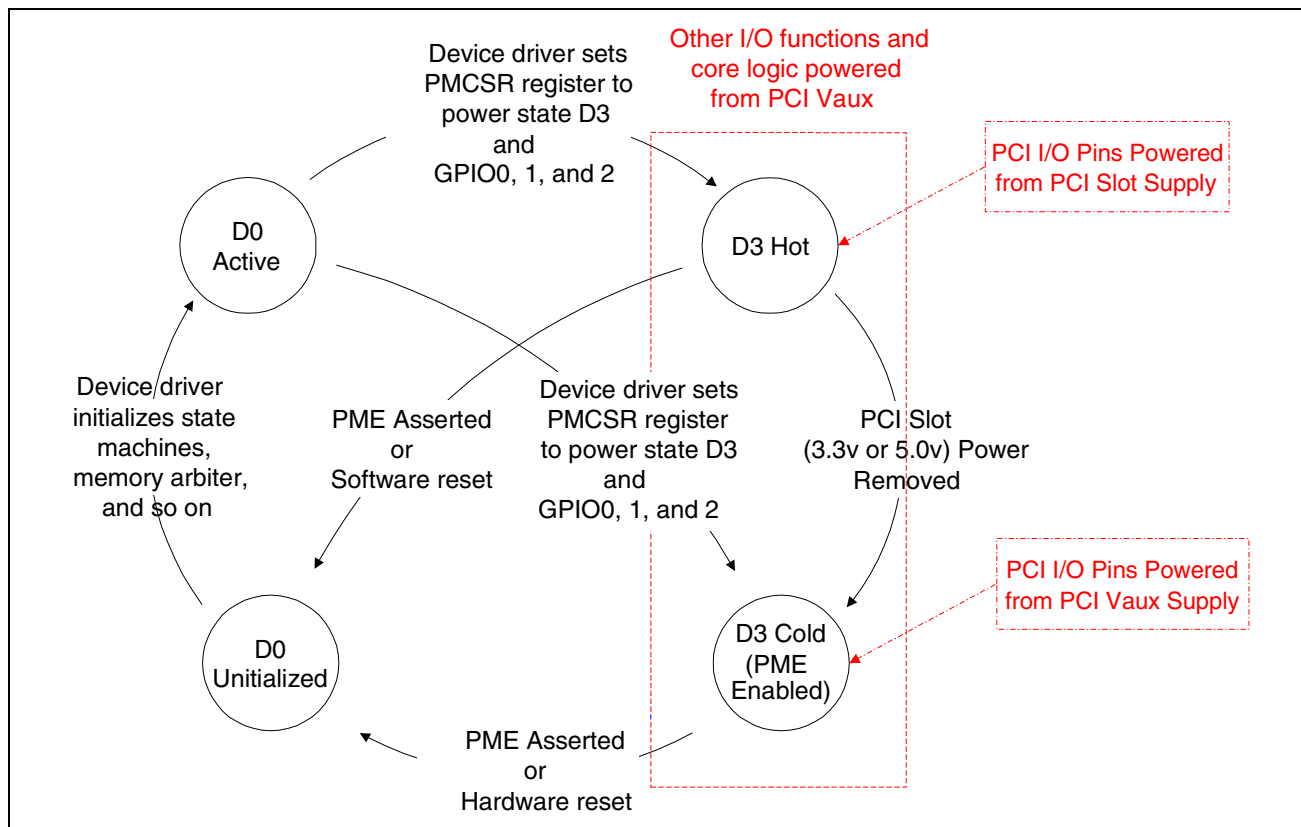 Device driver sets
PMCSR register to
power state D3
and
GPIO0, 1, and 2
Other I/O functions and
core logic powered
from PCI Vaux
PCI I/O Pins Powered
from PCI Slot Supply
D0
Active
D3 Hot
Device driver
initializes state
machines,
memory arbiter,
and so on
PME Asserted
or
Software reset
Device driver sets
PMCSR register
to power state D3
and
GPIO0, 1, and 2
PCI Slot
(3.3v or 5.0v) Power
Removed
PCI I/O Pins Powered
from PCI Vaux Supply
D0
Unitialized
D3 Cold
(PME
Enabled)
PME Asserted
or
Hardware reset